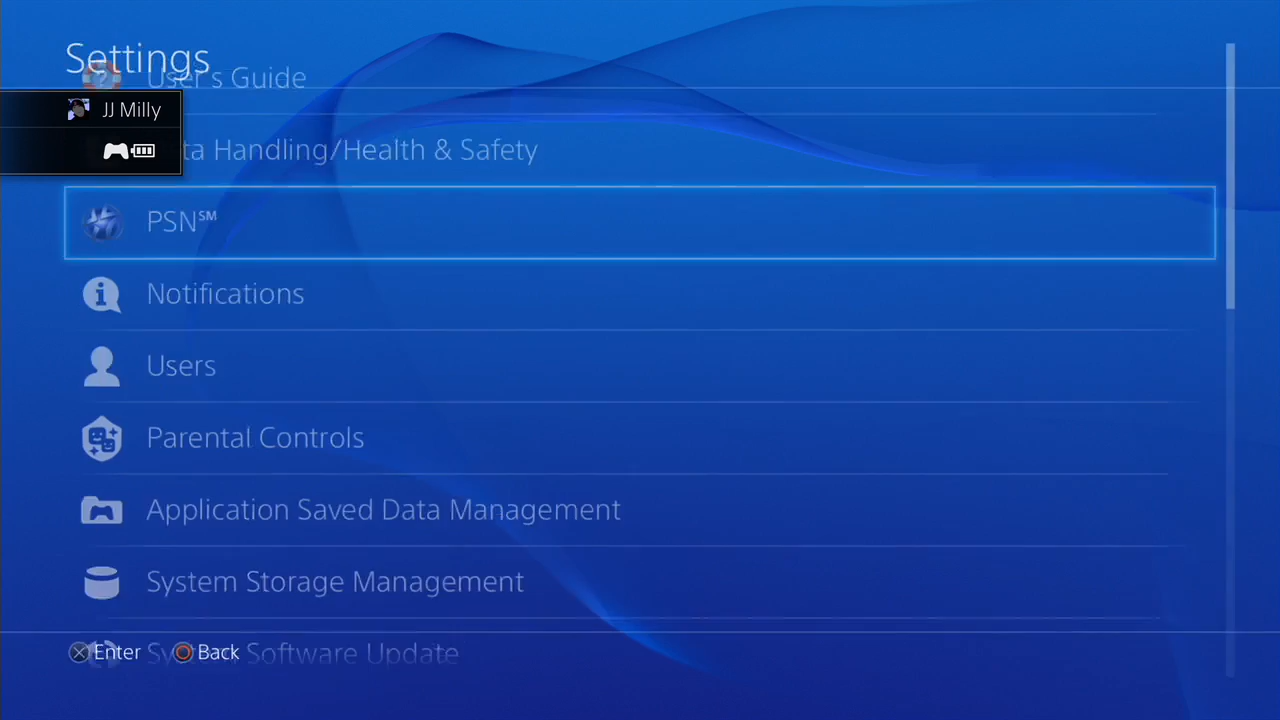 Settings
User's Guide
JJ Milly
ta Handling/Health & Safety
PSN℠
Notifications
Users
Parental Controls
Application Saved Data Management
System Storage Management
System Software Update
Enter
Back